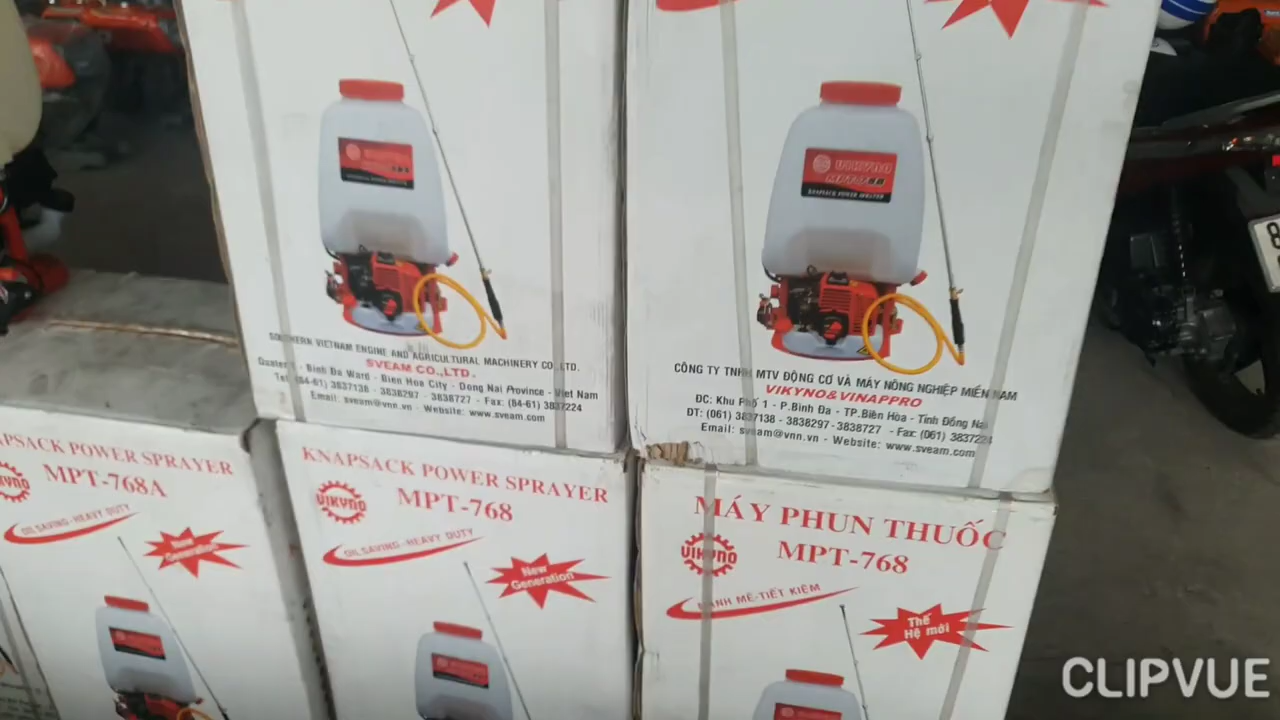 VIKYNO
MPT-768
KNAPSACK POWER SPRAYER
SOUTHERN VIETNAM ENGINE AND AGRICULTURAL MACHINERY CO.,LTD.
SVEAM CO.,LTD.
Quater 1 - Binh Da Ward - Bien Hoa City - Dong Nai Province - Viet Nam
Tel: (84-61) 3837138 - 3838297 - 3838727 - Fax: (84-61) 3837224
Email: sveam@vnn.vn - Website: www.sveam.com
CÔNG TY TNHH MTV ĐỘNG CƠ VÀ MÁY NÔNG NGHIỆP MIỀN NAM
VIKYNO&VINAPPRO
ĐC: Khu Phố 1 - P.Bình Đa - TP.Biên Hòa - Tỉnh Đồng Nai
ĐT: (061) 3837138 - 3838297 - 3838727 - Fax: (061) 3837224
Email: sveam@vnn.vn - Website: www.sveam.com
KNAPSACK POWER SPRAYER
MPT-768A
OIL SAVING - HEAVY DUTY
New Generation
KNAPSACK POWER SPRAYER
VIKYNO
MPT-768
OIL SAVING - HEAVY DUTY
New
Generation
MÁY PHUN THUỐC
VIKYNO
MPT-768
MẠNH MẼ-TIẾT KIỆM
Thế
Hệ mới
CLIPVUE